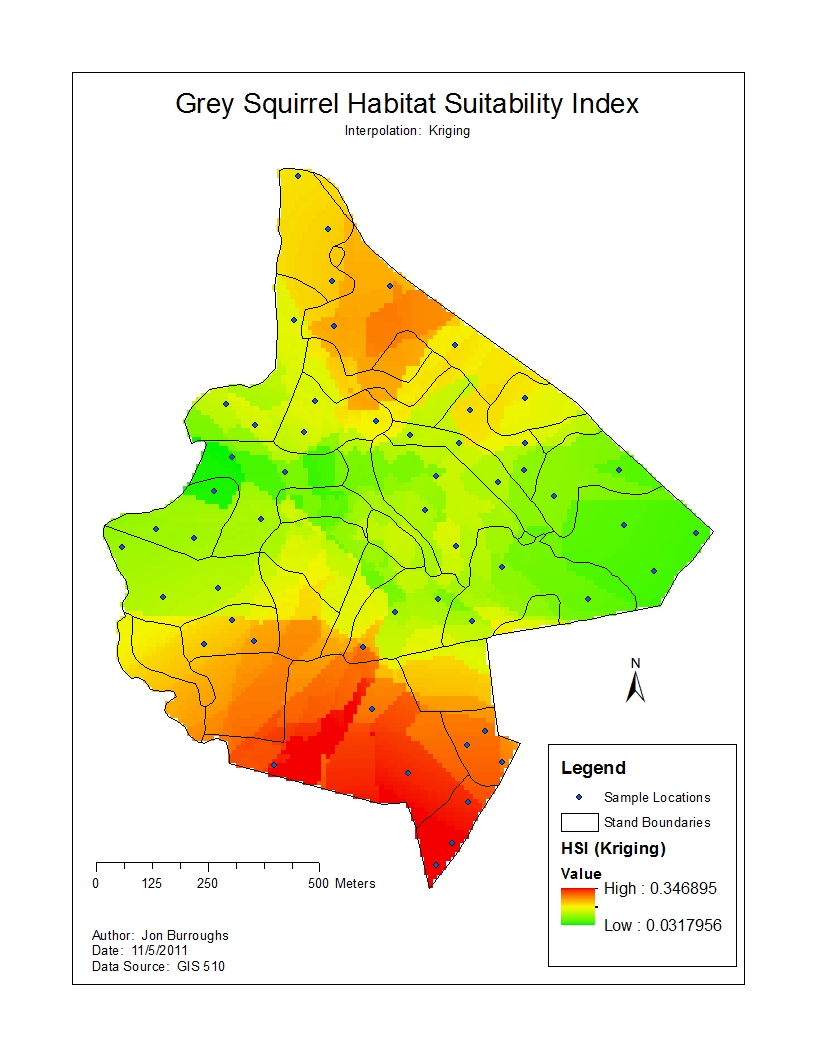 Grey Squirrel Habitat Suitability Index
Interpolation: Kriging
N
Legend
Sample Locations
Stand Boundaries
HSI (Kriging)
Value
High : 0.346895
Low : 0.0317956
0 125 250 500 Meters
Author: Jon Burroughs
Date: 11/5/2011
Data Source: GIS 510